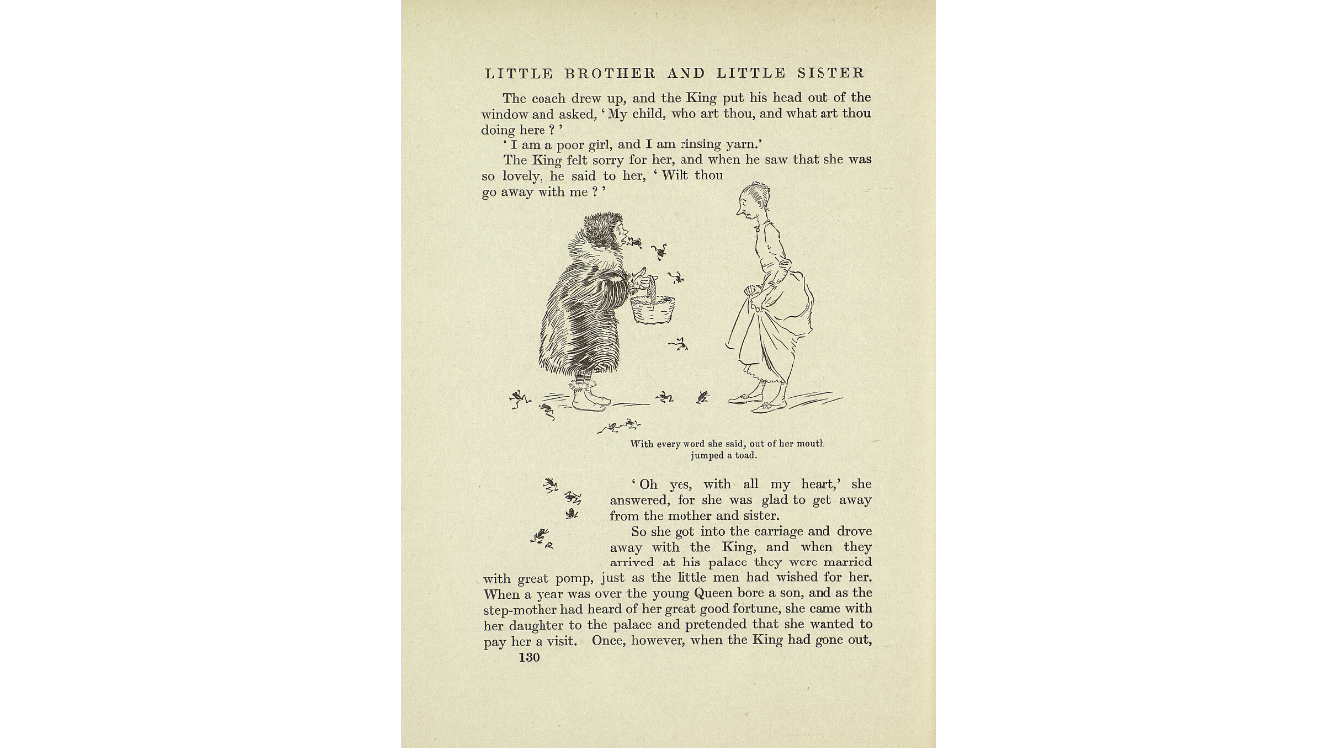 LITTLE BROTHER AND LITTLE SISTER
The coach drew up, and the King put his head out of the
window and asked, ‘ My child, who art thou, and what art thou
doing here ? ’
‘ I am a poor girl, and I am rinsing yarn.’
The King felt sorry for her, and when he saw that she was
so lovely, he said to her, ‘ Wilt thou
go away with me ? ’
With every word she said, out of her mouth
jumped a toad.
‘ Oh yes, with all my heart,’ she
answered, for she was glad to get away
from the mother and sister.
So she got into the carriage and drove
away with the King, and when they
arrived at his palace they were married
with great pomp, just as the little men had wished for her.
When a year was over the young Queen bore a son, and as the
step-mother had heard of her great good fortune, she came with
her daughter to the palace and pretended that she wanted to
pay her a visit. Once, however, when the King had gone out,
130